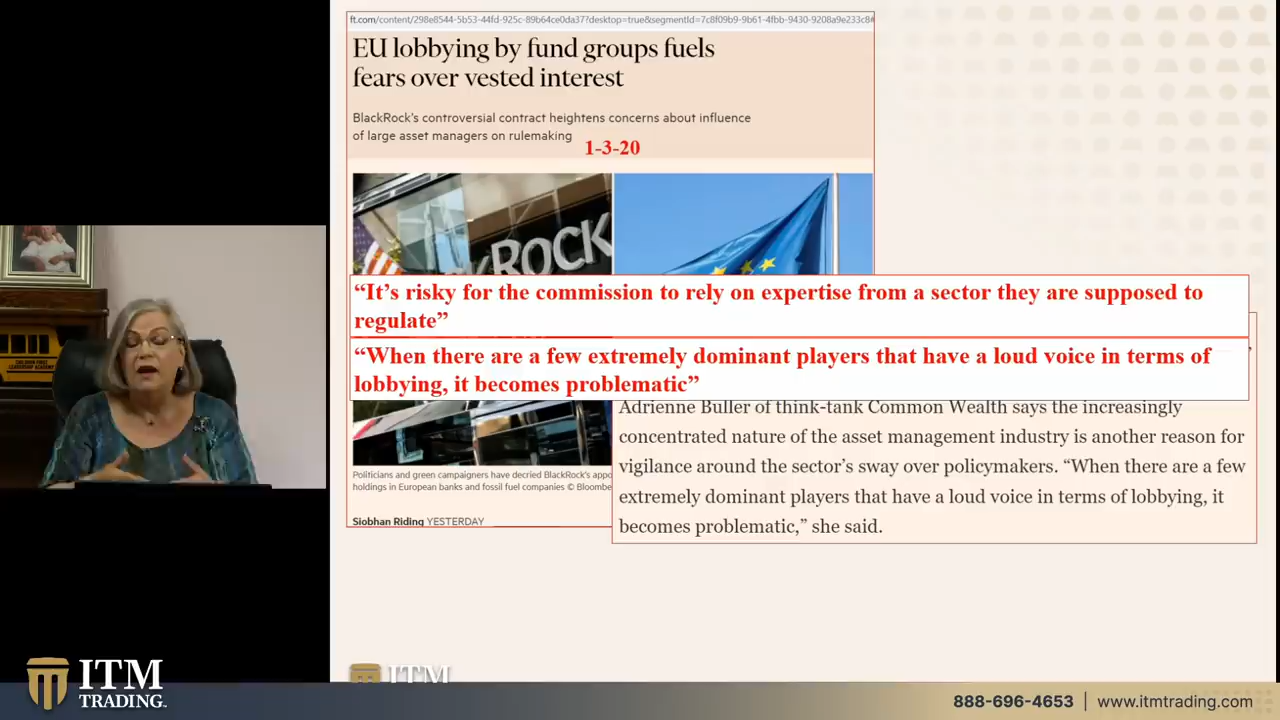 ft.com/content/298e8544-5b53-44fd-925c-89b64ce0da37?desktop=true&segmentId=7c8f09b9-9b61-4fbb-9430-9208a9e233c8#
EU lobbying by fund groups fuels
fears over vested interest
BlackRock's controversial contract heightens concerns about influence
of large asset managers on rulemaking
1-3-20
KROCK
“It’s risky for the commission to rely on expertise from a sector they are supposed to
regulate”
“When there are a few extremely dominant players that have a loud voice in terms of
lobbying, it becomes problematic”
Adrienne Buller of think-tank Common Wealth says the increasingly
concentrated nature of the asset management industry is another reason for
vigilance around the sector’s sway over policymakers. “When there are a few
extremely dominant players that have a loud voice in terms of lobbying, it
becomes problematic,” she said.
Politicians and green campaigners have decried BlackRock's appo
holdings in European banks and fossil fuel companies © Bloombe
Siobhan Riding YESTERDAY
ITM
TRADING
ITM
888-696-4653 | www.itmtrading.com